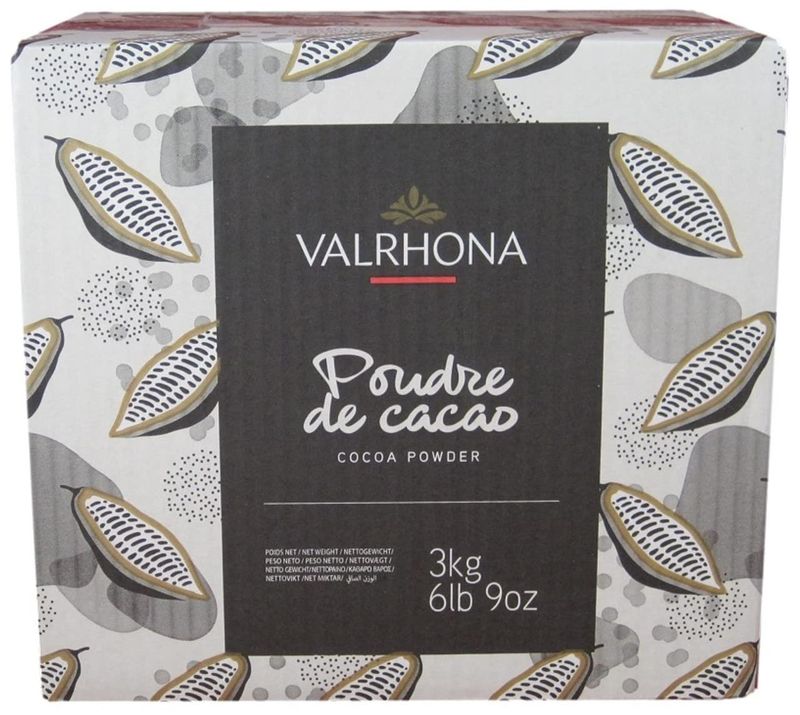 VALRHONA
Poudre
de cacao
COCOA POWDER
POIDS NET / NET WEIGHT / NETTOGEWICHT/
PESO NETO / PESO NETTO / NETTOVÆGT /
NETTO GEWICHT/NETTOPAINO/ΚΑΘΑΡΟ ΒΑΡΟΣ/
NETTOVIKT /NET MIKTAR/ الوزن الصافي
3kg
6lb 9oz